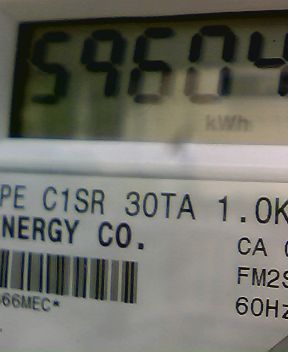 59604
kWh
PE C1SR 30TA 1.0K
NERGY CO.
CA
FM2S
66MEC*
60Hz